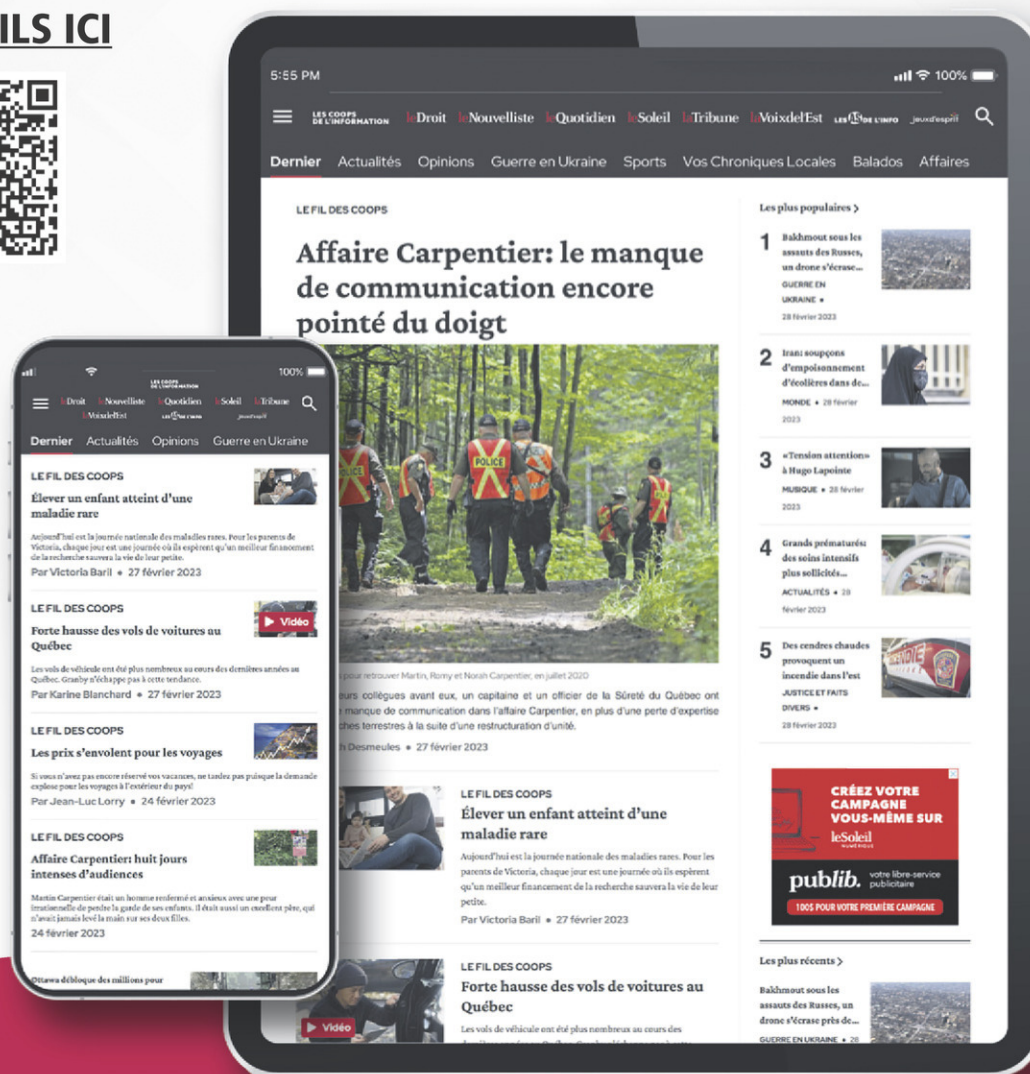 ILS ICI
5:55 PM
100%
LES COOPS
DE L'INFORMATION
leDroit leNouvelliste leQuotidien leSoleil laTribune laVoixdel'Est LES AS DE L'INFO jeuxd'esprit
Dernier Actualités Opinions Guerre en Ukraine Sports Vos Chroniques Locales Balados Affaires
LE FIL DES COOPS
Affaire Carpentier: le manque
de communication encore
pointé du doigt
POLICE
pour retrouver Martin, Romy et Norah Carpentier, en juillet 2020
eurs collègues avant eux, un capitaine et un officier de la Sûreté du Québec ont
manque de communication dans l'affaire Carpentier, en plus d'une perte d'expertise
ches terrestres à la suite d'une restructuration d'unité.
h Desmeules • 27 février 2023
LE FIL DES COOPS
Élever un enfant atteint d'une
maladie rare
Aujourd'hui est la journée nationale des maladies rares. Pour les
parents de Victoria, chaque jour est une journée où ils espèrent
qu'un meilleur financement de la recherche sauvera la vie de leur
petite.
Par Victoria Baril • 27 février 2023
LE FIL DES COOPS
Forte hausse des vols de voitures au
Québec
Vidéo
Les vols de véhicule ont été plus nombreux au cours des
Les plus populaires >
1 Bakhmout sous les
assauts des Russes,
un drone s'écrase...
GUERRE EN
UKRAINE •
28 février 2023
2 Iran: soupçons
d'empoisonnement
d'écolières dans de...
MONDE • 28 février
2023
3 «Tension attention»
à Hugo Lapointe
MUSIQUE • 28 février
2023
4 Grands prématurés:
des soins intensifs
plus sollicités...
ACTUALITÉS • 28
février 2023
5 Des cendres chaudes
provoquent un
incendie dans l'est
JUSTICE ET FAITS
DIVERS •
28 février 2023
CRÉEZ VOTRE
CAMPAGNE
VOUS-MÊME SUR
leSoleil
NUMÉRIQUE
publib. votre libre-service
publicitaire
100$ POUR VOTRE PREMIÈRE CAMPAGNE
Les plus récents >
Bakhmout sous les
assauts des Russes, un
drone s'écrase près de...
GUERRE EN UKRAINE • 28
100%
LES COOPS
DE L'INFORMATION
leDroit leNouvelliste leQuotidien leSoleil laTribune
laVoixdel'Est LES AS DE L'INFO jeuxd'esprit
Dernier Actualités Opinions Guerre en Ukraine
LE FIL DES COOPS
Élever un enfant atteint d'une
maladie rare
Aujourd'hui est la journée nationale des maladies rares. Pour les parents de
Victoria, chaque jour est une journée où ils espèrent qu'un meilleur financement
de la recherche sauvera la vie de leur petite.
Par Victoria Baril • 27 février 2023
LE FIL DES COOPS
Forte hausse des vols de voitures au
Québec
Vidéo
Les vols de véhicule ont été plus nombreux au cours des dernières années au
Québec. Granby n'échappe pas à cette tendance.
Par Karine Blanchard • 27 février 2023
LE FIL DES COOPS
Les prix s'envolent pour les voyages
Si vous n'avez pas encore réservé vos vacances, ne tardez pas puisque la demande
explose pour les voyages à l'extérieur du pays!
Par Jean-Luc Lorry • 24 février 2023
LE FIL DES COOPS
Affaire Carpentier: huit jours
intenses d'audiences
Martin Carpentier était un homme renfermé et anxieux avec une peur
irrationnelle de perdre la garde de ses enfants. Il était aussi un excellent père, qui
n'avait jamais levé la main sur ses deux filles.
24 février 2023
Ottawa débloque des millions pour